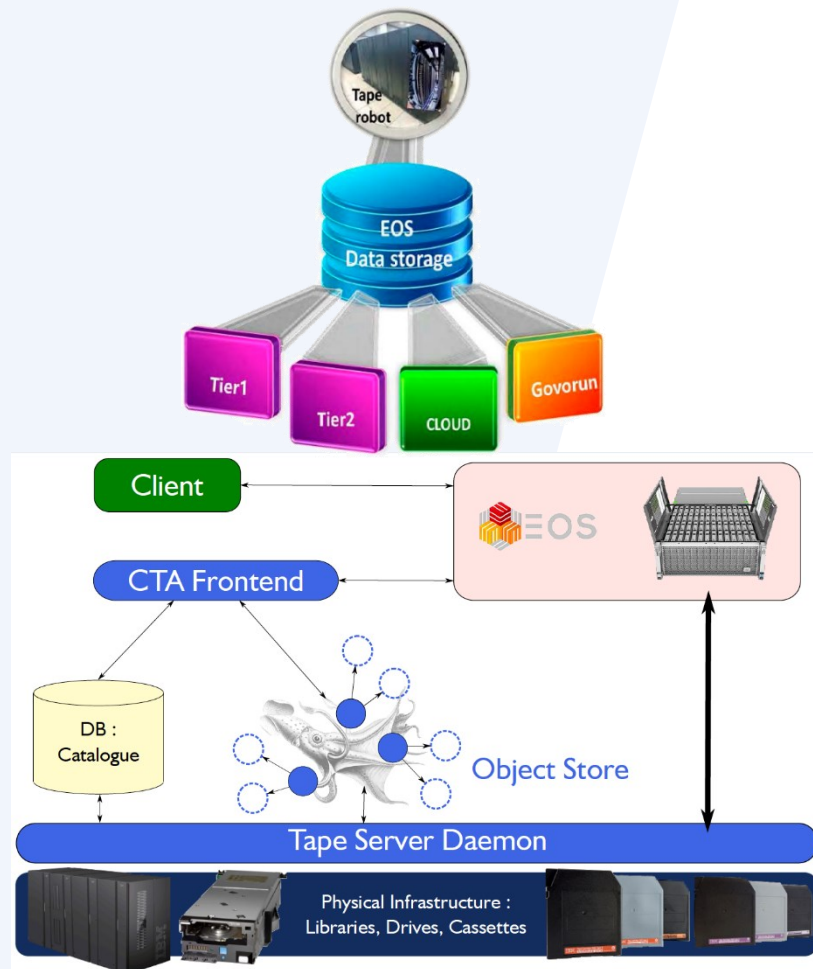 Tape
robot
EOS
Data storage
Tier1
Tier2
CLOUD
Govorun
Client
EOS
CTA Frontend
DB :
Catalogue
Object Store
Tape Server Daemon
Physical Infrastructure :
Libraries, Drives, Cassettes